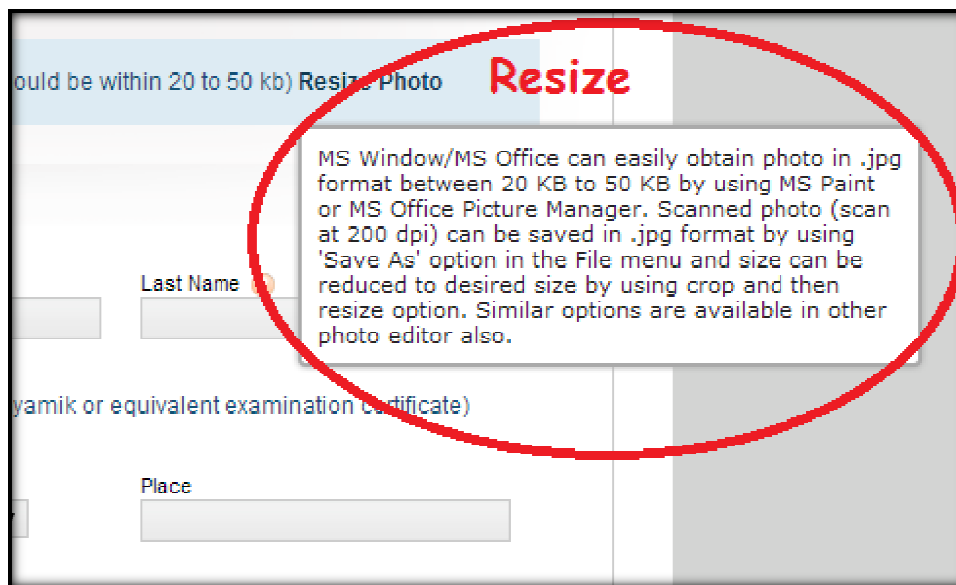 ould be within 20 to 50 kb) Resize Photo
Resize
MS Window/MS Office can easily obtain photo in .jpg
format between 20 KB to 50 KB by using MS Paint
or MS Office Picture Manager. Scanned photo (scan
at 200 dpi) can be saved in .jpg format by using
'Save As' option in the File menu and size can be
reduced to desired size by using crop and then
resize option. Similar options are available in other
photo editor also.
Last Name
yamik or equivalent examination certificate)
Place